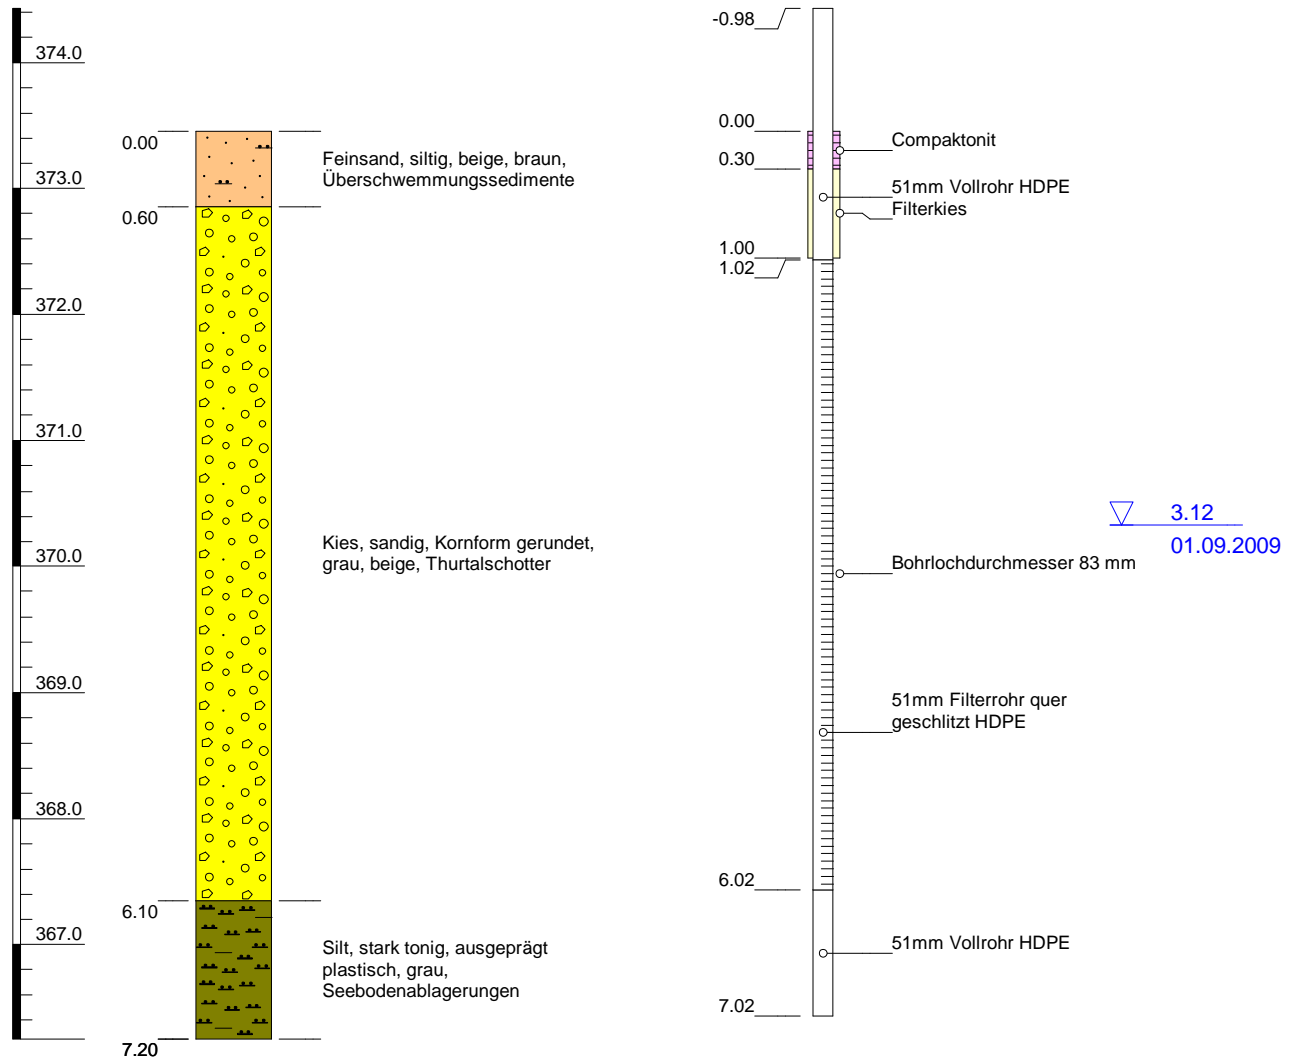 374.0
373.0
372.0
371.0
370.0
369.0
368.0
367.0
0.00
0.60
6.10
7.20
Feinsand, siltig, beige, braun,
Überschwemmungssedimente
Kies, sandig, Kornform gerundet,
grau, beige, Thurtalschotter
Silt, stark tonig, ausgeprägt
plastisch, grau,
Seebodenablagerungen
-0.98
0.00
0.30
1.00
1.02
6.02
7.02
Compaktonit
51mm Vollrohr HDPE
Filterkies
Bohrlochdurchmesser 83 mm
51mm Filterrohr quer
geschlitzt HDPE
51mm Vollrohr HDPE
3.12
01.09.2009